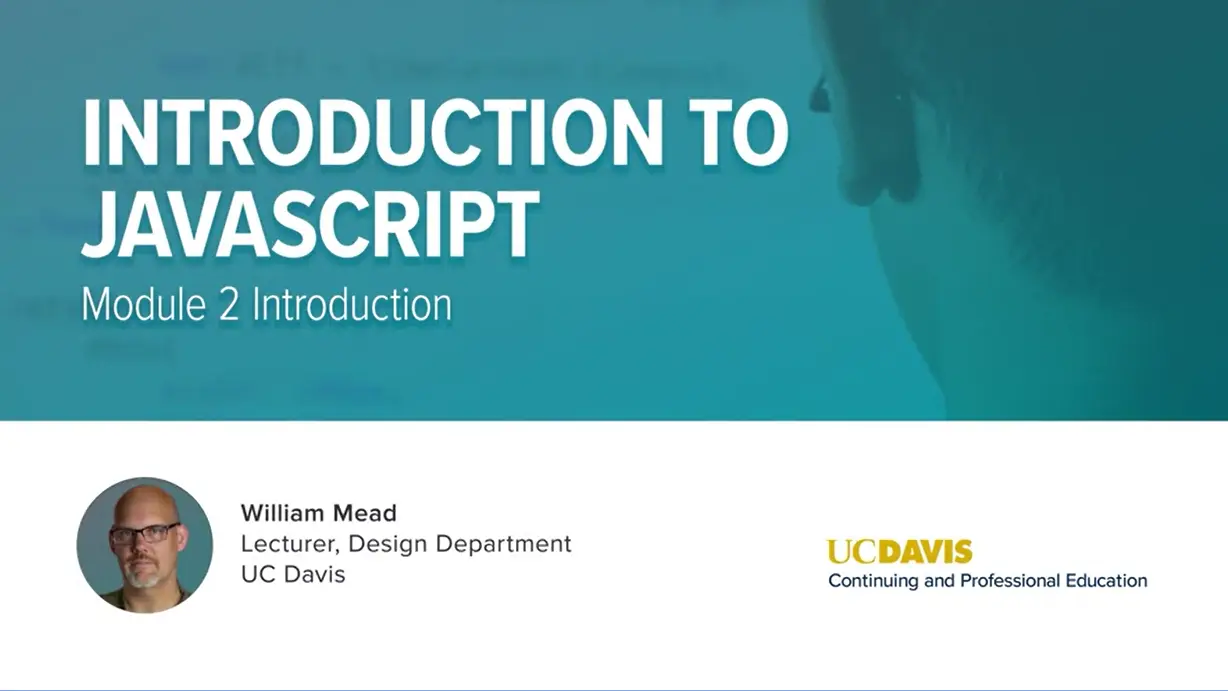 INTRODUCTION TO
JAVASCRIPT
Module 2 Introduction
William Mead
Lecturer, Design Department
UC Davis
UCDAVIS
Continuing and Professional Education